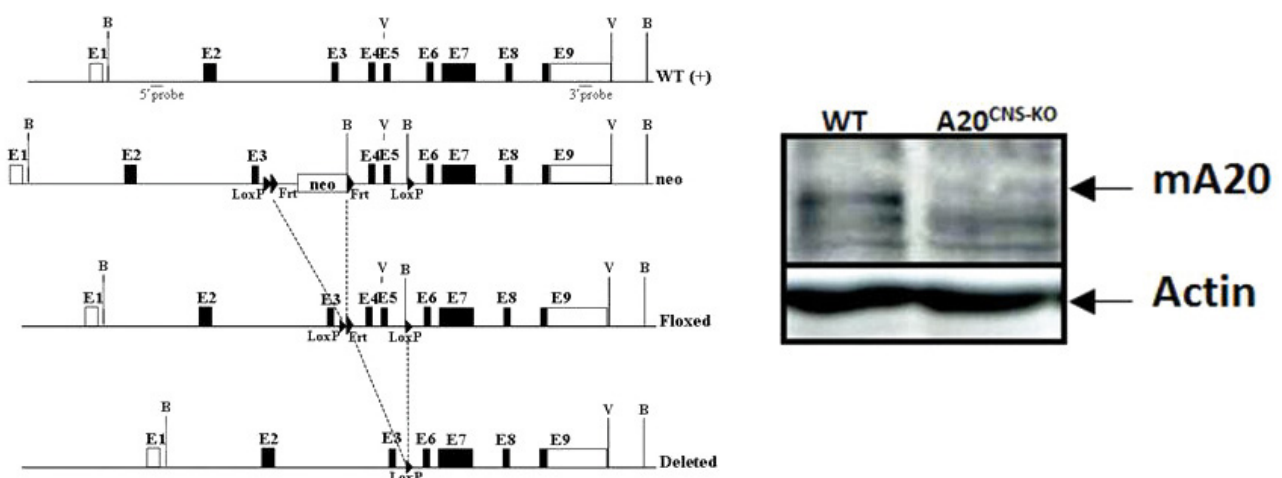 B V V B
E1 E2 E3 E4 E5 E6 E7 E8 E9
WT (+)
5' probe 3' probe
B B V B V B
E1 E2 E3 neo E4 E5 E6 E7 E8 E9
neo
LoxP Frt Frt LoxP
B V B V B
E1 E2 E3 E4 E5 E6 E7 E8 E9
Floxed
LoxP Frt LoxP
B V B
E1 E2 E3 E6 E7 E8 E9
Deleted
LoxP
WT A20CNS-KO
mA20
Actin